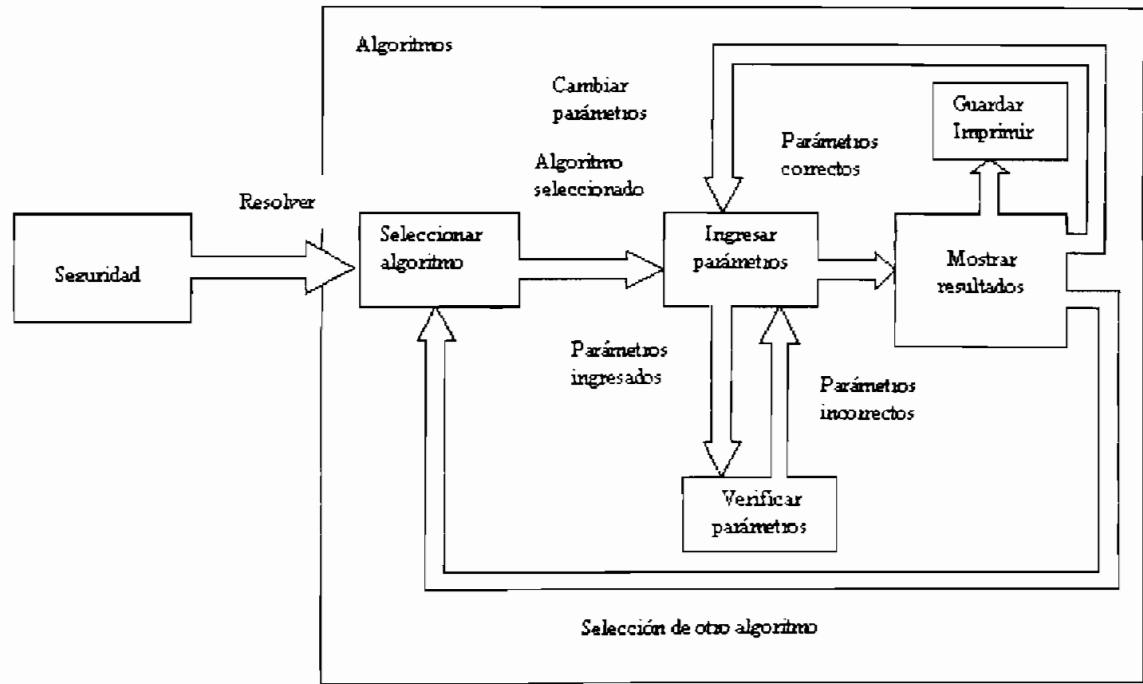 Algoritmos
Cambiar
parámetros
Guardar
Imprimir
Parámetros
correctos
Algoritmo
seleccionado
Resolver
Seguridad
Seleccionar
algoritmo
Ingresar
parámetros
Mostrar
resultados
Parámetros
ingresados
Parámetros
incorrectos
Verificar
parámetros
Selección de otro algoritmo